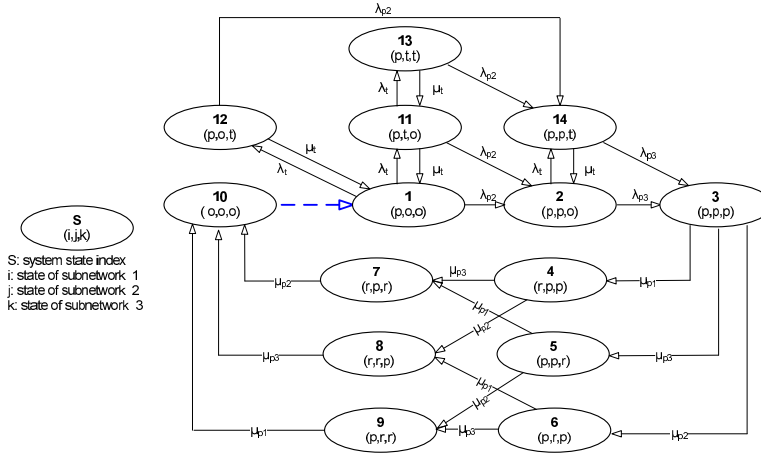 λp2
13
(p,t,t)
λt
μt
λp2
12
(p,o,t)
μt
λt
11
(p,t,o)
λt
μt
λp2
14
(p,p,t)
λt
μt
λp3
10
( o,o,o)
1
(p,o,o)
λp2
2
(p,p,o)
λp3
3
(p,p,p)
S
(i,j,k)
S: system state index
i: state of subnetwork 1
j: state of subnetwork 2
k: state of subnetwork 3
μp2
7
(r,p,r)
μp3
4
(r,p,p)
μp1
μp1
μp2
μp3
8
(r,r,p)
5
(p,p,r)
μp3
μp1
μp2
μp1
9
(p,r,r)
μp3
6
(p,r,p)
μp2